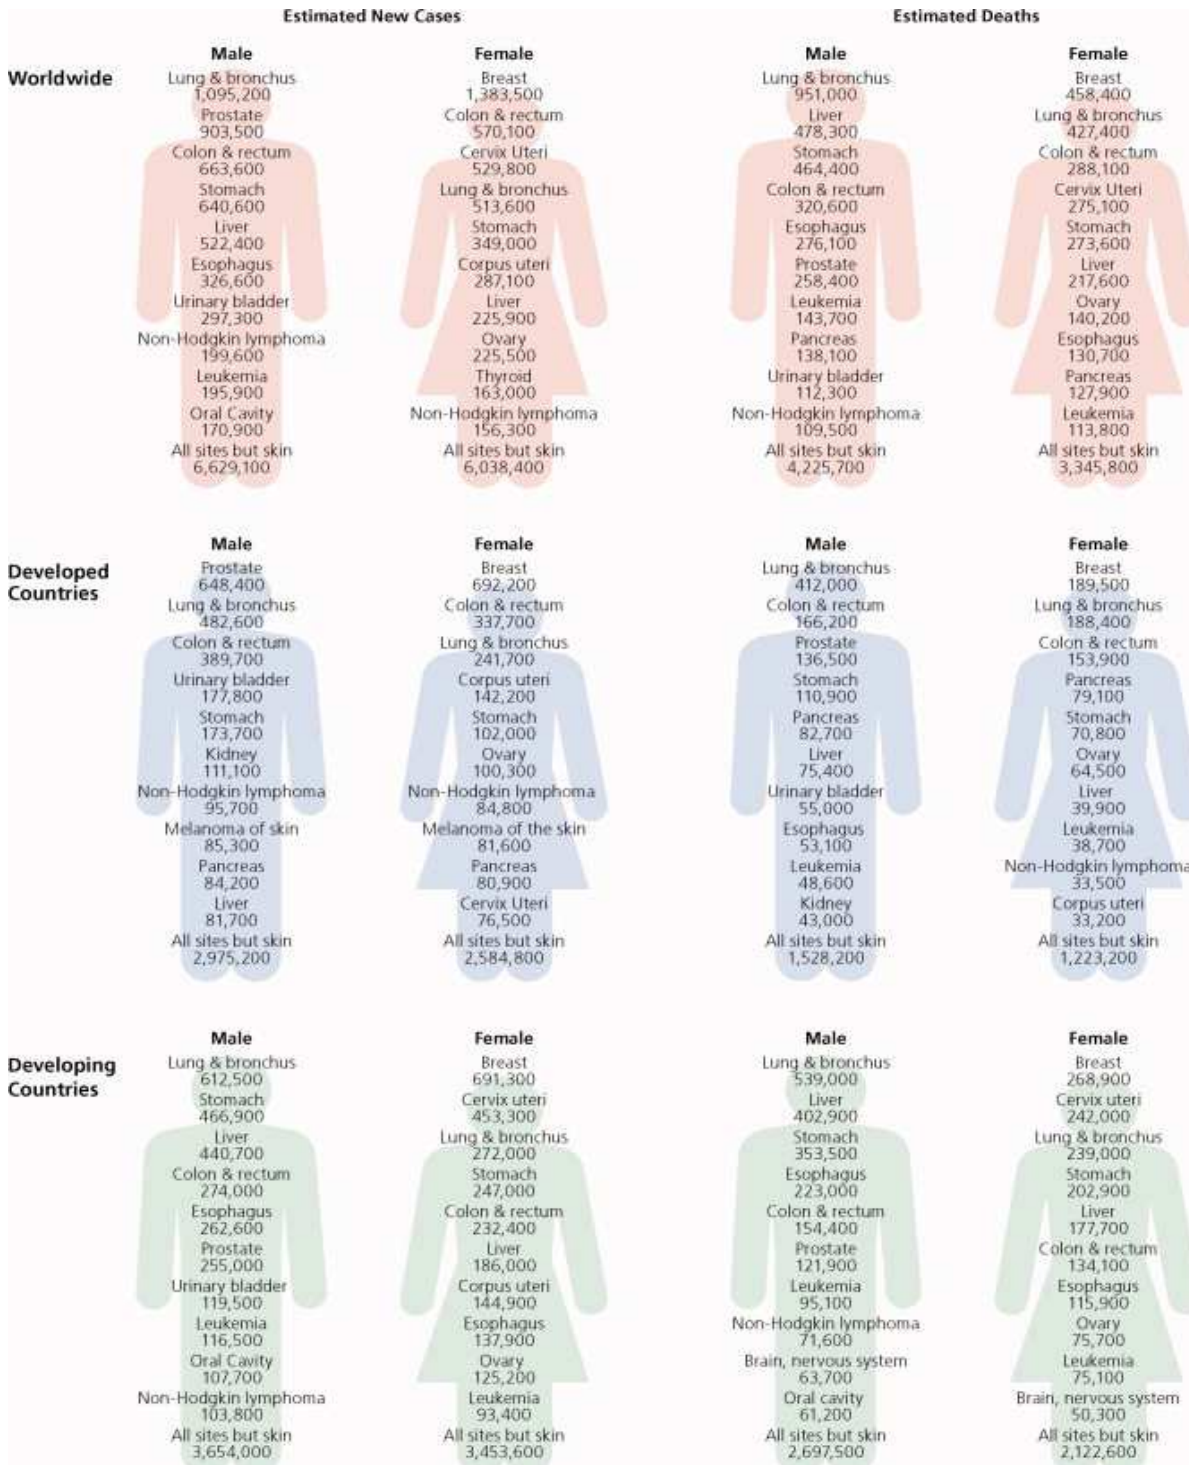 Estimated New Cases
Estimated Deaths
Worldwide
Male
Lung & bronchus
1,095,200
Prostate
903,500
Colon & rectum
663,600
Stomach
640,600
Liver
522,400
Esophagus
326,600
Urinary bladder
297,300
Non-Hodgkin lymphoma
199,600
Leukemia
195,900
Oral Cavity
170,900
All sites but skin
6,629,100
Female
Breast
1,383,500
Colon & rectum
570,100
Cervix Uteri
529,800
Lung & bronchus
513,600
Stomach
349,000
Corpus uteri
287,100
Liver
225,900
Ovary
225,500
Thyroid
163,000
Non-Hodgkin lymphoma
156,300
All sites but skin
6,038,400
Male
Lung & bronchus
951,000
Liver
478,300
Stomach
464,400
Colon & rectum
320,600
Esophagus
276,100
Prostate
258,400
Leukemia
143,700
Pancreas
138,100
Urinary bladder
112,300
Non-Hodgkin lymphoma
109,500
All sites but skin
4,225,700
Female
Breast
458,400
Lung & bronchus
427,400
Colon & rectum
288,100
Cervix Uteri
275,100
Stomach
273,600
Liver
217,600
Ovary
140,200
Esophagus
130,700
Pancreas
127,900
Leukemia
113,800
All sites but skin
3,345,800
Developed
Countries
Male
Prostate
648,400
Lung & bronchus
482,600
Colon & rectum
389,700
Urinary bladder
177,800
Stomach
173,700
Kidney
111,100
Non-Hodgkin lymphoma
95,700
Melanoma of skin
85,300
Pancreas
84,200
Liver
81,700
All sites but skin
2,975,200
Female
Breast
692,200
Colon & rectum
337,700
Lung & bronchus
241,700
Corpus uteri
142,200
Stomach
102,000
Ovary
100,300
Non-Hodgkin lymphoma
84,800
Melanoma of the skin
81,600
Pancreas
80,900
Cervix Uteri
76,500
All sites but skin
2,584,800
Male
Lung & bronchus
412,000
Colon & rectum
166,200
Prostate
136,500
Stomach
110,900
Pancreas
82,700
Liver
75,400
Urinary bladder
55,000
Esophagus
53,100
Leukemia
48,600
Kidney
43,000
All sites but skin
1,528,200
Female
Breast
189,500
Lung & bronchus
188,400
Colon & rectum
153,900
Pancreas
79,100
Stomach
70,800
Ovary
64,500
Liver
39,900
Leukemia
38,700
Non-Hodgkin lymphoma
33,500
Corpus uteri
33,200
All sites but skin
1,223,200
Developing
Countries
Male
Lung & bronchus
612,500
Stomach
466,900
Liver
440,700
Colon & rectum
274,000
Esophagus
262,600
Prostate
255,000
Urinary bladder
119,500
Leukemia
116,500
Oral Cavity
107,700
Non-Hodgkin lymphoma
103,800
All sites but skin
3,654,000
Female
Breast
691,300
Cervix uteri
453,300
Lung & bronchus
272,000
Stomach
247,000
Colon & rectum
232,400
Liver
186,000
Corpus uteri
144,900
Esophagus
137,900
Ovary
125,200
Leukemia
93,400
All sites but skin
3,453,600
Male
Lung & bronchus
539,000
Liver
402,900
Stomach
353,500
Esophagus
223,000
Colon & rectum
154,400
Prostate
121,900
Leukemia
95,100
Non-Hodgkin lymphoma
71,600
Brain, nervous system
63,700
Oral cavity
61,200
All sites but skin
2,697,500
Female
Breast
268,900
Cervix uteri
242,000
Lung & bronchus
239,000
Stomach
202,900
Liver
177,700
Colon & rectum
134,100
Esophagus
115,900
Ovary
75,700
Leukemia
75,100
Brain, nervous system
50,300
All sites but skin
2,122,600